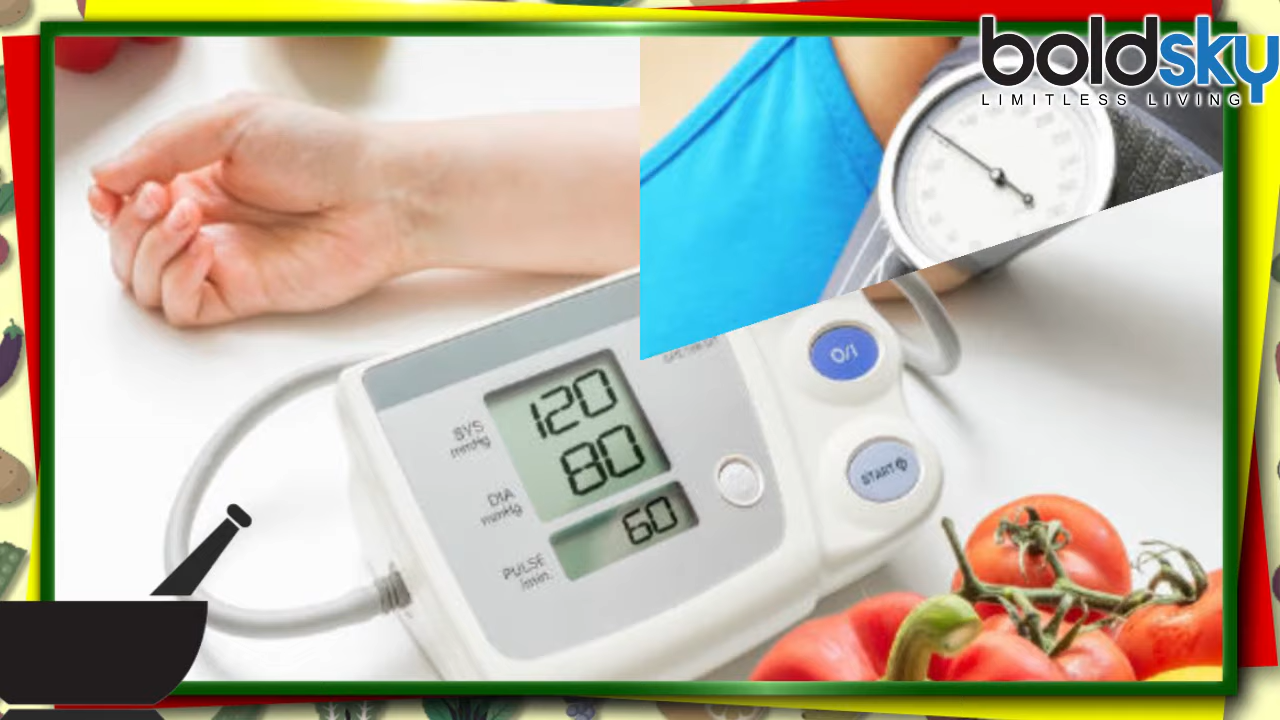 boldsky
LIMITLESS LIVING
120
SYS
mmHg
80
DIA
mmHg
60
PULSE
/min.
O/I
START